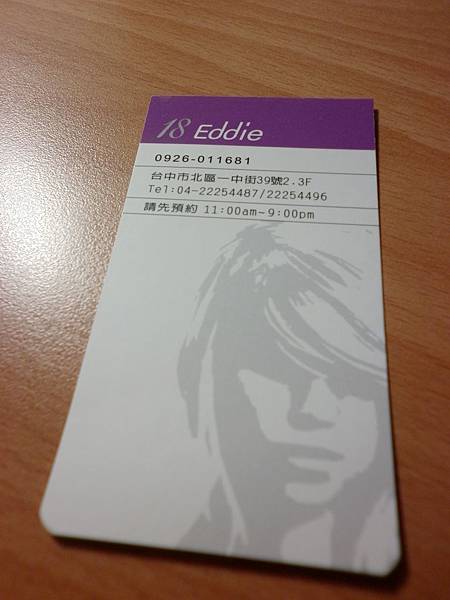 18 Eddie
0926-011681
台中市北區一中街39號2.3F
Tel:04-22254487/22254496
請先預約 11:00am~9:00pm